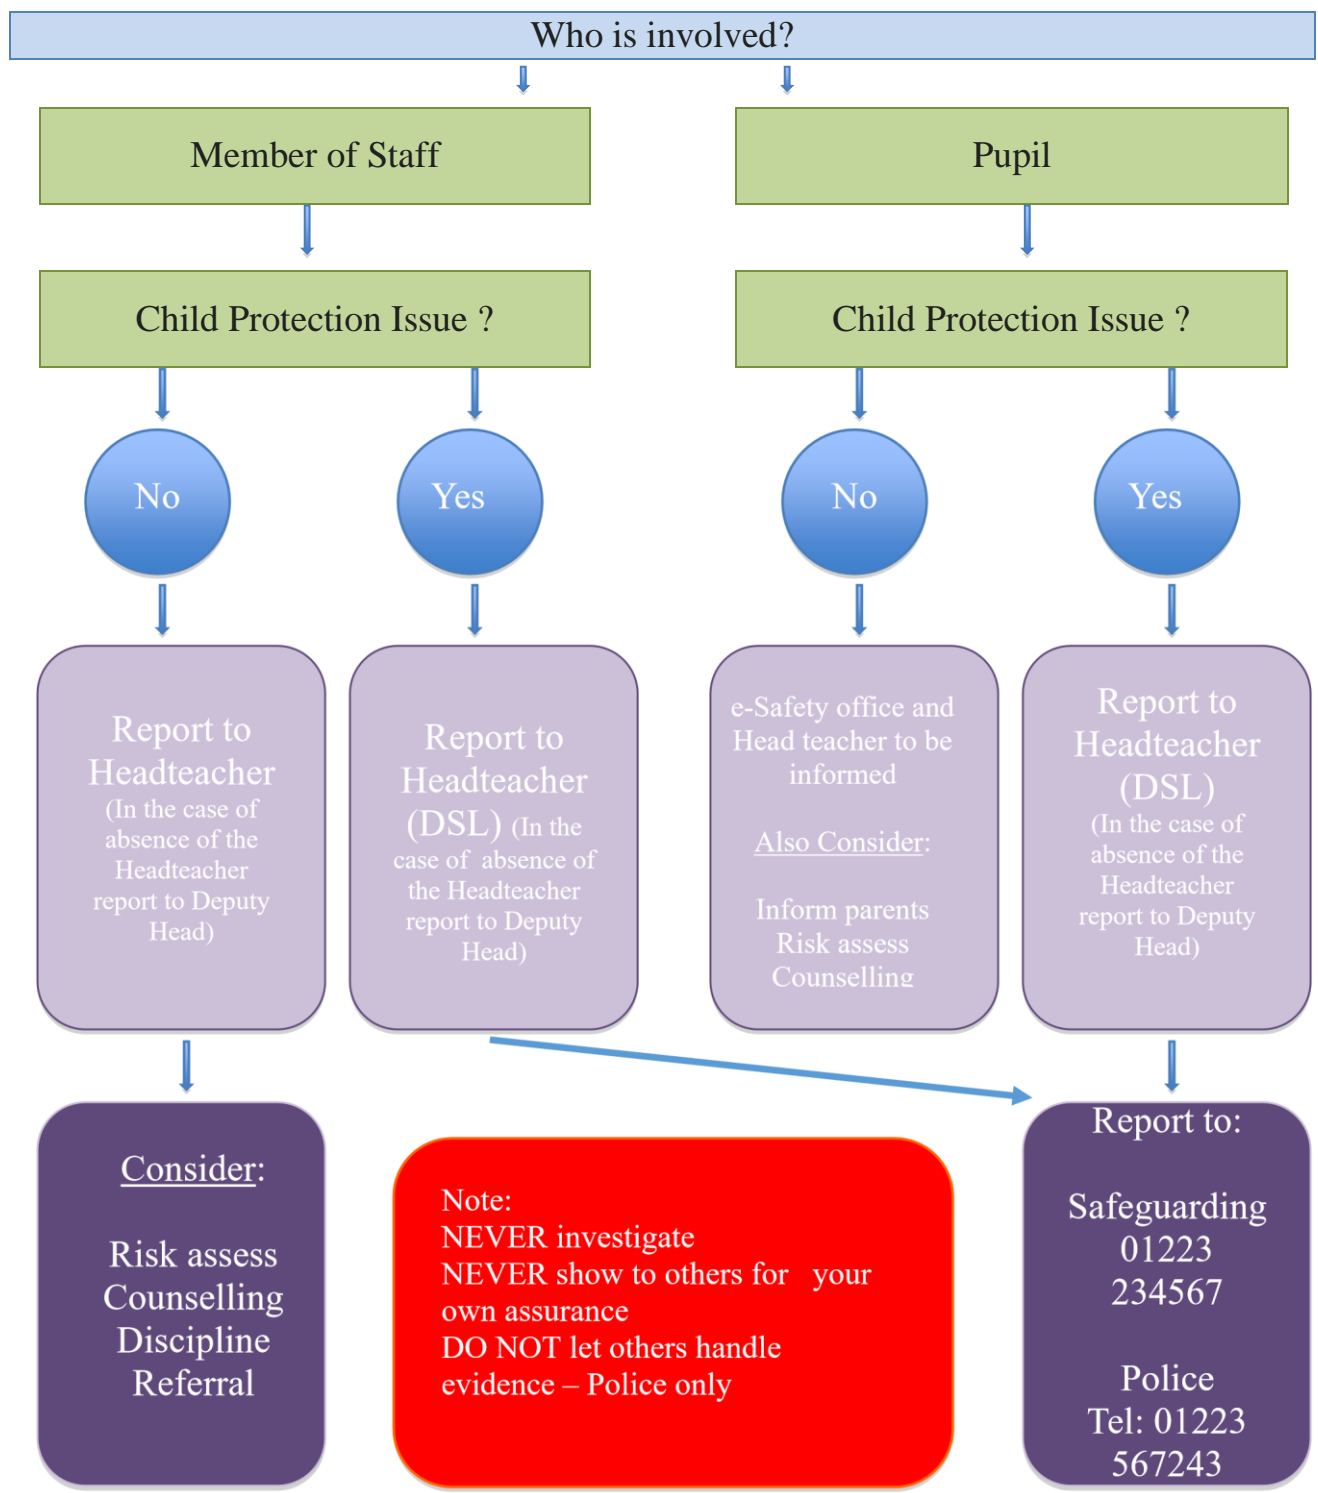 Who is involved?
Member of Staff
Pupil
Child Protection Issue ?
Child Protection Issue ?
No
Yes
No
Yes
Report to
Headteacher
(In the case of
absence of the
Headteacher
report to Deputy
Head)
Report to
Headteacher
(DSL) (In the
case of absence of
the Headteacher
report to Deputy
Head)
e-Safety office and
Head teacher to be
informed
Also Consider:
Inform parents
Risk assess
Counselling
Report to
Headteacher
(DSL)
(In the case of
absence of the
Headteacher
report to Deputy
Head)
Consider:
Risk assess
Counselling
Discipline
Referral
Note:
NEVER investigate
NEVER show to others for your
own assurance
DO NOT let others handle
evidence – Police only
Report to:
Safeguarding
01223
234567
Police
Tel: 01223
567243